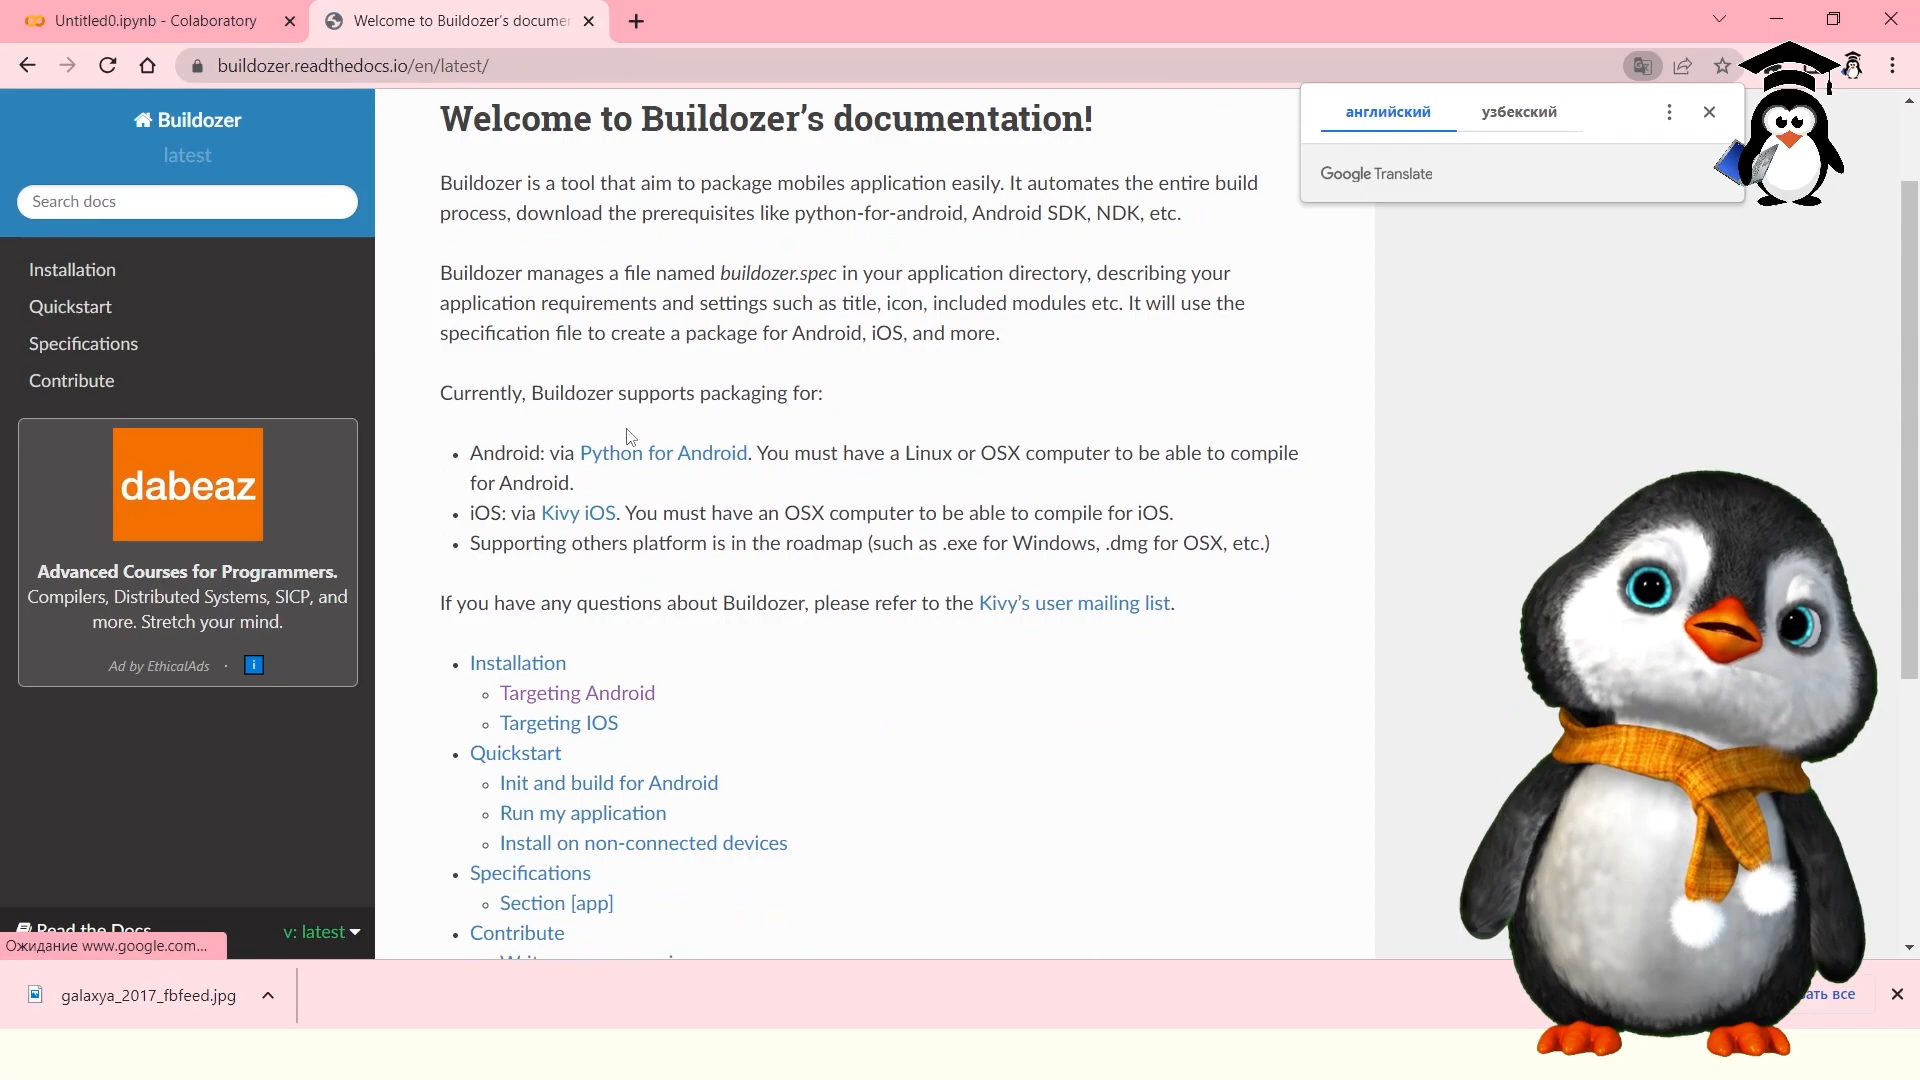 Untitled0.ipynb - Colaboratory
Welcome to Buildozer’s documen
buildozer.readthedocs.io/en/latest/
Buildozer
latest
Search docs
Installation
Quickstart
Specifications
Contribute
dabeaz
Advanced Courses for Programmers.
Compilers, Distributed Systems, SICP, and
more. Stretch your mind.
Ad by EthicalAds ·
i
Read the Docs
v: latest
Ожидание www.google.com...
Welcome to Buildozer’s documentation!
Buildozer is a tool that aim to package mobiles application easily. It automates the entire build
process, download the prerequisites like python-for-android, Android SDK, NDK, etc.
Buildozer manages a file named buildozer.spec in your application directory, describing your
application requirements and settings such as title, icon, included modules etc. It will use the
specification file to create a package for Android, iOS, and more.
Currently, Buildozer supports packaging for:
Android: via Python for Android. You must have a Linux or OSX computer to be able to compile
for Android.
iOS: via Kivy iOS. You must have an OSX computer to be able to compile for iOS.
Supporting others platform is in the roadmap (such as .exe for Windows, .dmg for OSX, etc.)
If you have any questions about Buildozer, please refer to the Kivy’s user mailing list.
Installation
Targeting Android
Targeting IOS
Quickstart
Init and build for Android
Run my application
Install on non-connected devices
Specifications
Section [app]
Contribute
английский узбекский
Google Translate
galaxya_2017_fbfeed.jpg
все